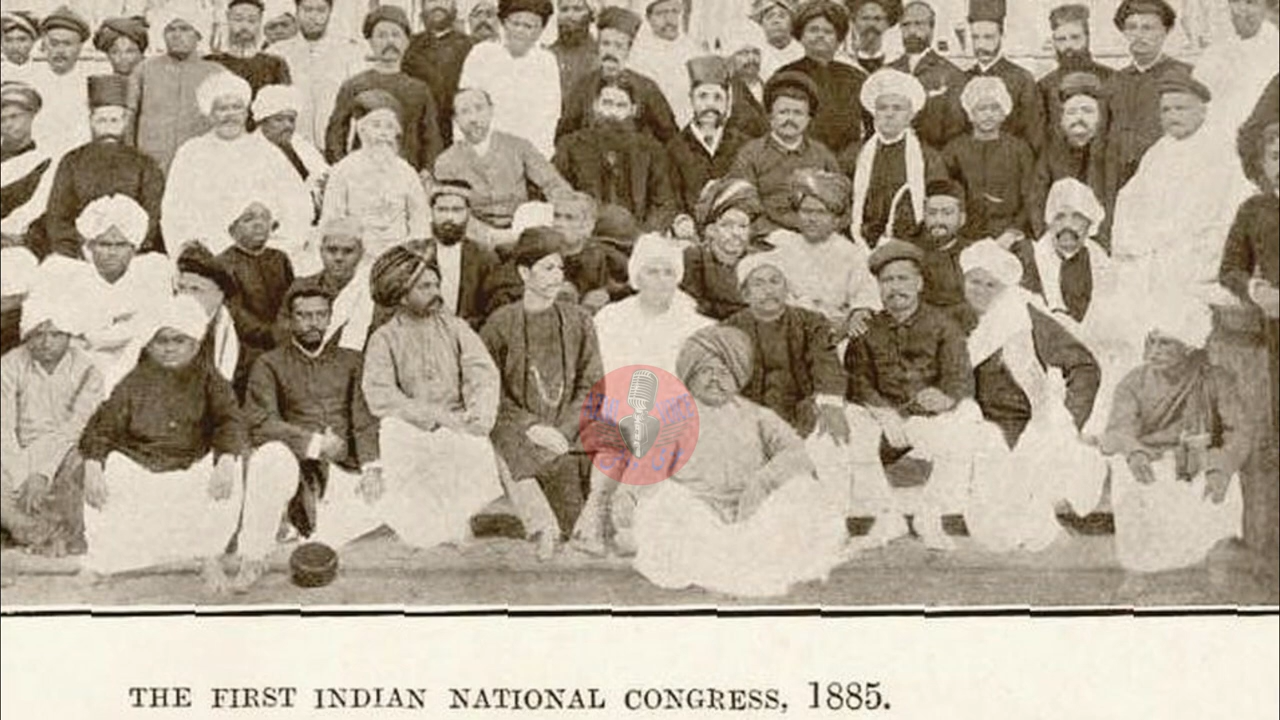 THE FIRST INDIAN NATIONAL CONGRESS, 1885.